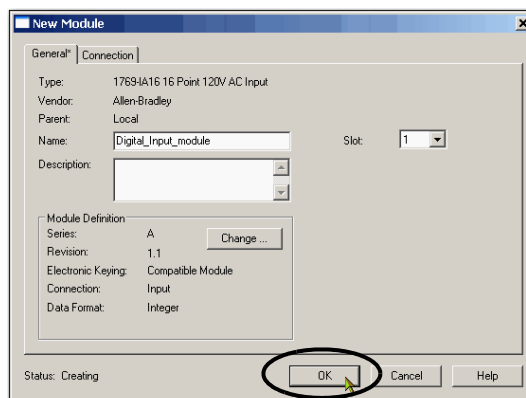 New Module
General* Connection
Type: 1769-IA16 16 Point 120V AC Input
Vendor: Allen-Bradley
Parent: Local
Name: Digital_Input_module Slot: 1
Description:
Module Definition
Series: A Change ...
Revision: 1.1
Electronic Keying: Compatible Module
Connection: Input
Data Format: Integer
Status: Creating OK Cancel Help